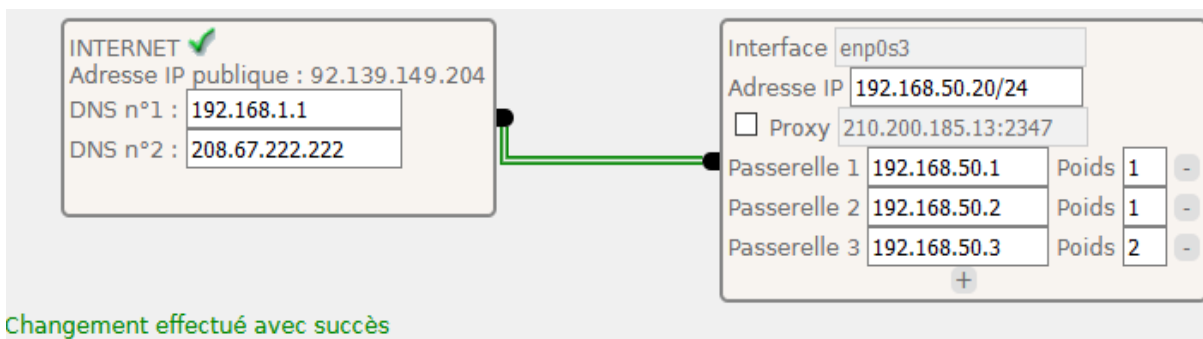 INTERNET
Adresse IP publique : 92.139.149.204
DNS n°1 : 192.168.1.1
DNS n°2 : 208.67.222.222
Interface enp0s3
Adresse IP 192.168.50.20/24
Proxy 210.200.185.13:2347
Passerelle 1 192.168.50.1 Poids 1 -
Passerelle 2 192.168.50.2 Poids 1 -
Passerelle 3 192.168.50.3 Poids 2 -
+
Changement effectué avec succès